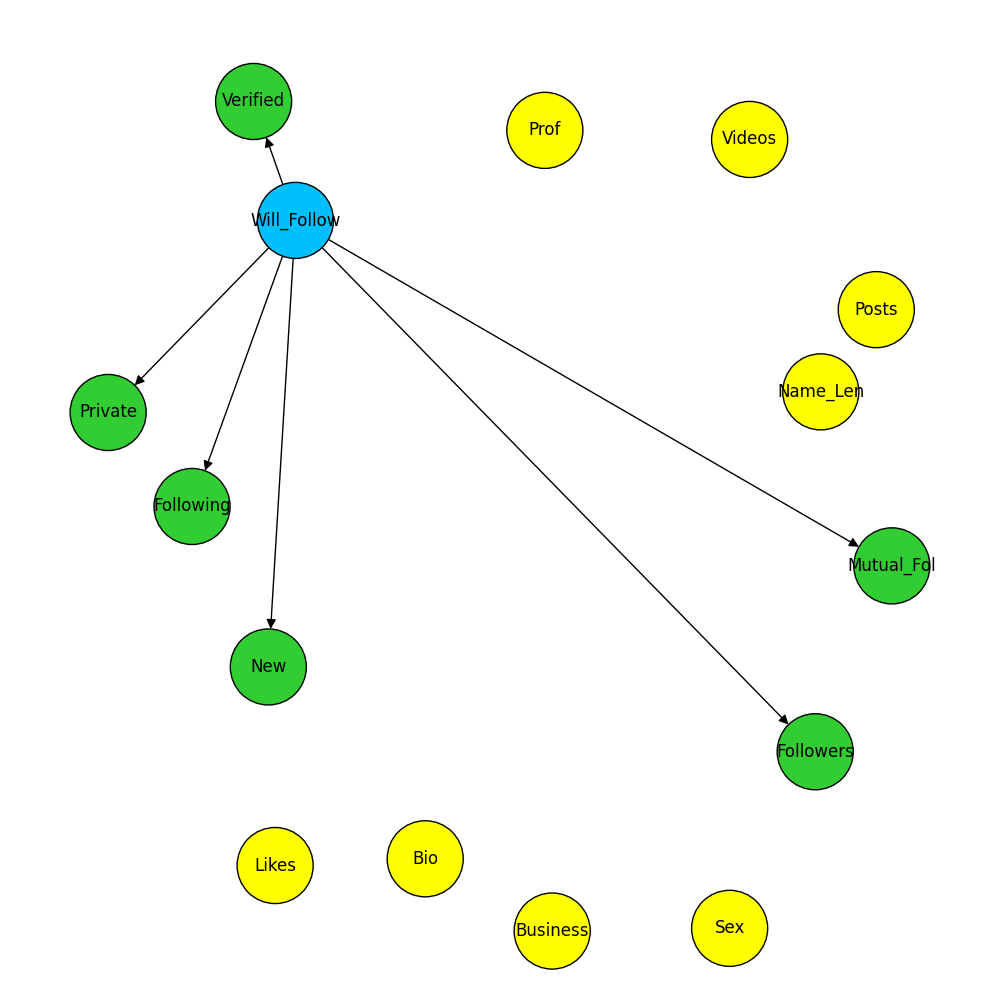 Verified
Prof
Videos
Will_Follow
Posts
Name_Len
Private
Following
Mutual_Fol
New
Followers
Likes
Bio
Business
Sex